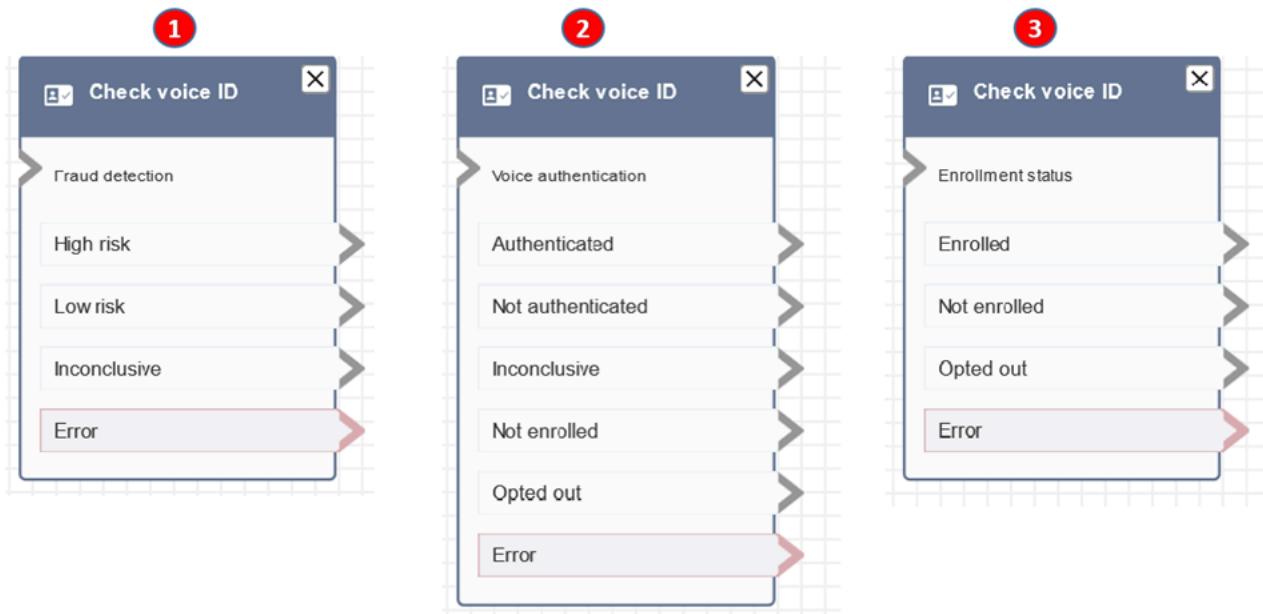 1
Check voice ID
Fraud detection
High risk
Low risk
Inconclusive
Error
2
Check voice ID
Voice authentication
Authenticated
Not authenticated
Inconclusive
Not enrolled
Opted out
Error
3
Check voice ID
Enrollment status
Enrolled
Not enrolled
Opted out
Error